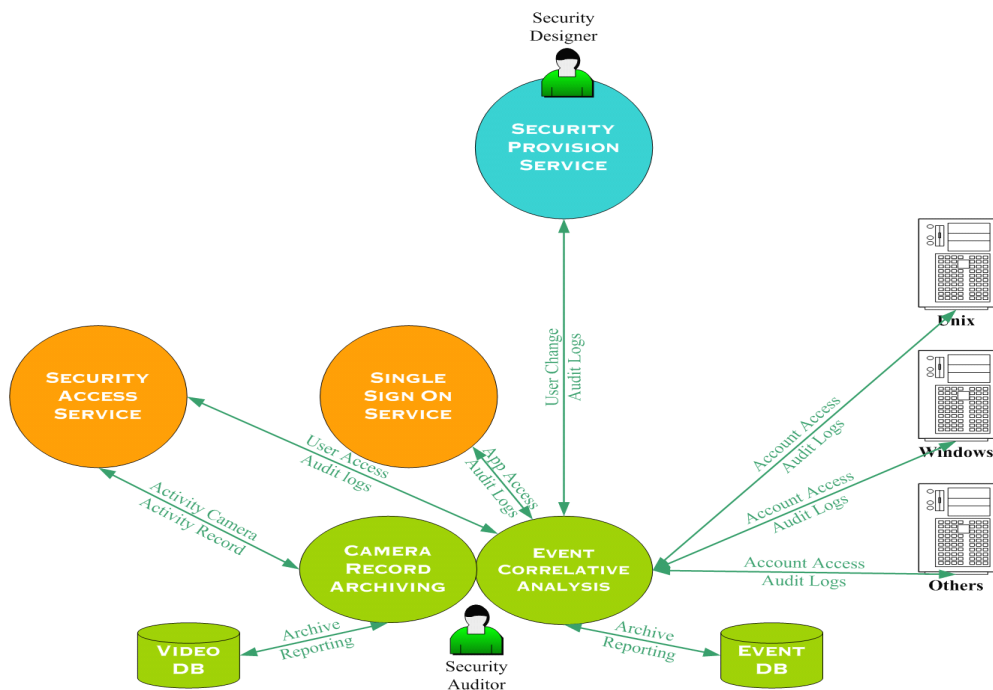 Security
Designer
SECURITY
PROVISION
SERVICE
Unix
User Change
Audit Logs
SECURITY
ACCESS
SERVICE
SINGLE
SIGN ON
SERVICE
Windows
Account Access
Audit Logs
User Access
Audit logs
App Access
Audit Logs
Account Access
Audit Logs
Activity Camera
Activity Record
CAMERA
RECORD
ARCHIVING
EVENT
CORRELATIVE
ANALYSIS
Account Access
Audit Logs
Others
Archive
Reporting
Archive
Reporting
VIDEO
DB
Security
Auditor
EVENT
DB